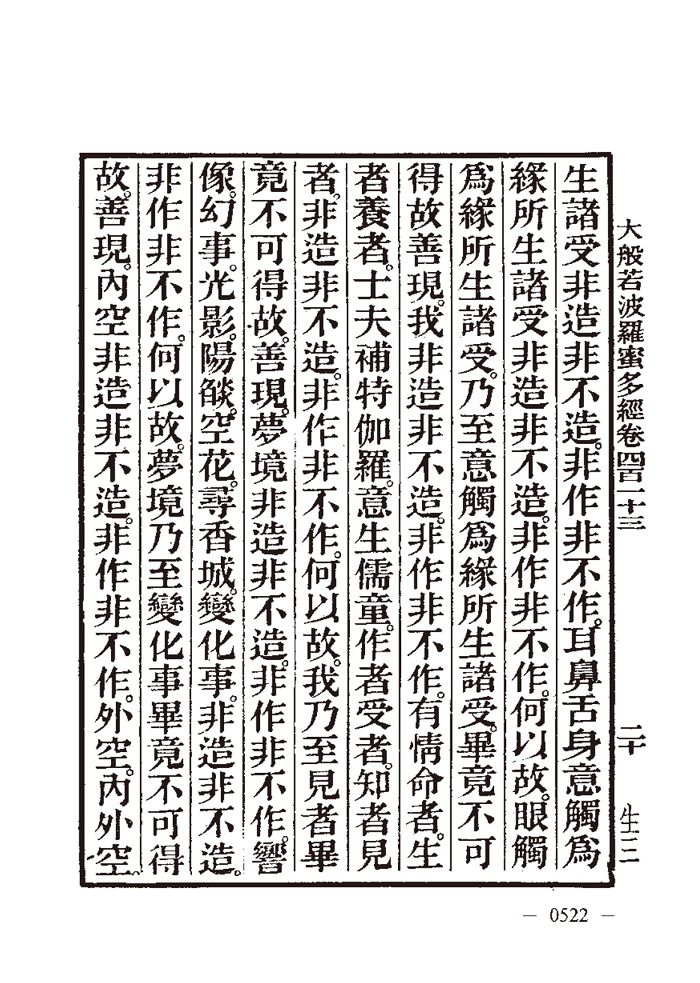 大般若波羅蜜多經卷四百一十三
二十
生三
生諸受非造非不造。非作非不作。耳鼻舌身意觸爲
緣所生諸受非造非不造。非作非不作。何以故。眼觸
爲緣所生諸受。乃至意觸爲緣所生諸受。畢竟不可
得故善現。我非造非不造。非作非不作。有情命者。生
者養者。士夫補特伽羅。意生儒童。作者受者。知者見
者。非造非不造。非作非不作。何以故。我乃至見者畢
竟不可得故。善現。夢境非造非不造。非作非不作。響
像。幻事。光影。陽燄。空花。尋香城。變化事。非造非不造。
非作非不作。何以故。夢境乃至變化事畢竟不可得
故。善現。內空非造非不造。非作非不作。外空。內外空。
— 0522 —